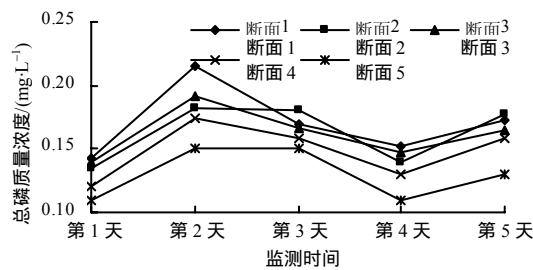 0.25
0.20
0.15
0.10
总磷质量浓度/(mg·L⁻¹)
断面1 断面2 断面3
断面1 断面2 断面3
断面4 断面5
第1天 第2天 第3天 第4天 第5天
监测时间